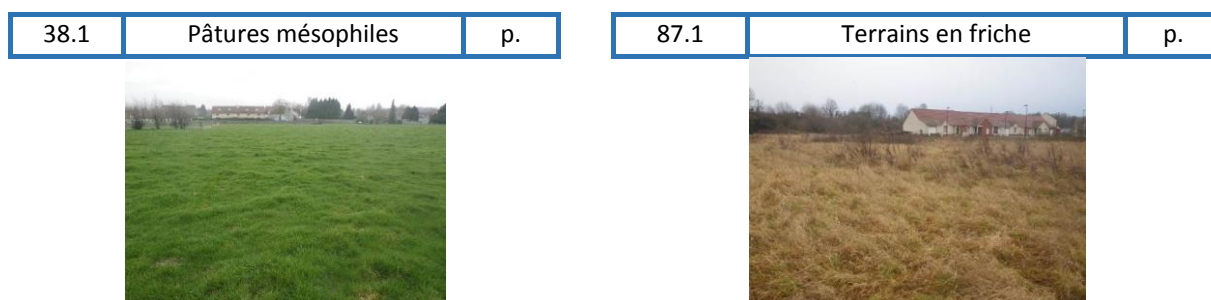 38.1 Pâtures mésophiles p.
87.1 Terrains en friche p.